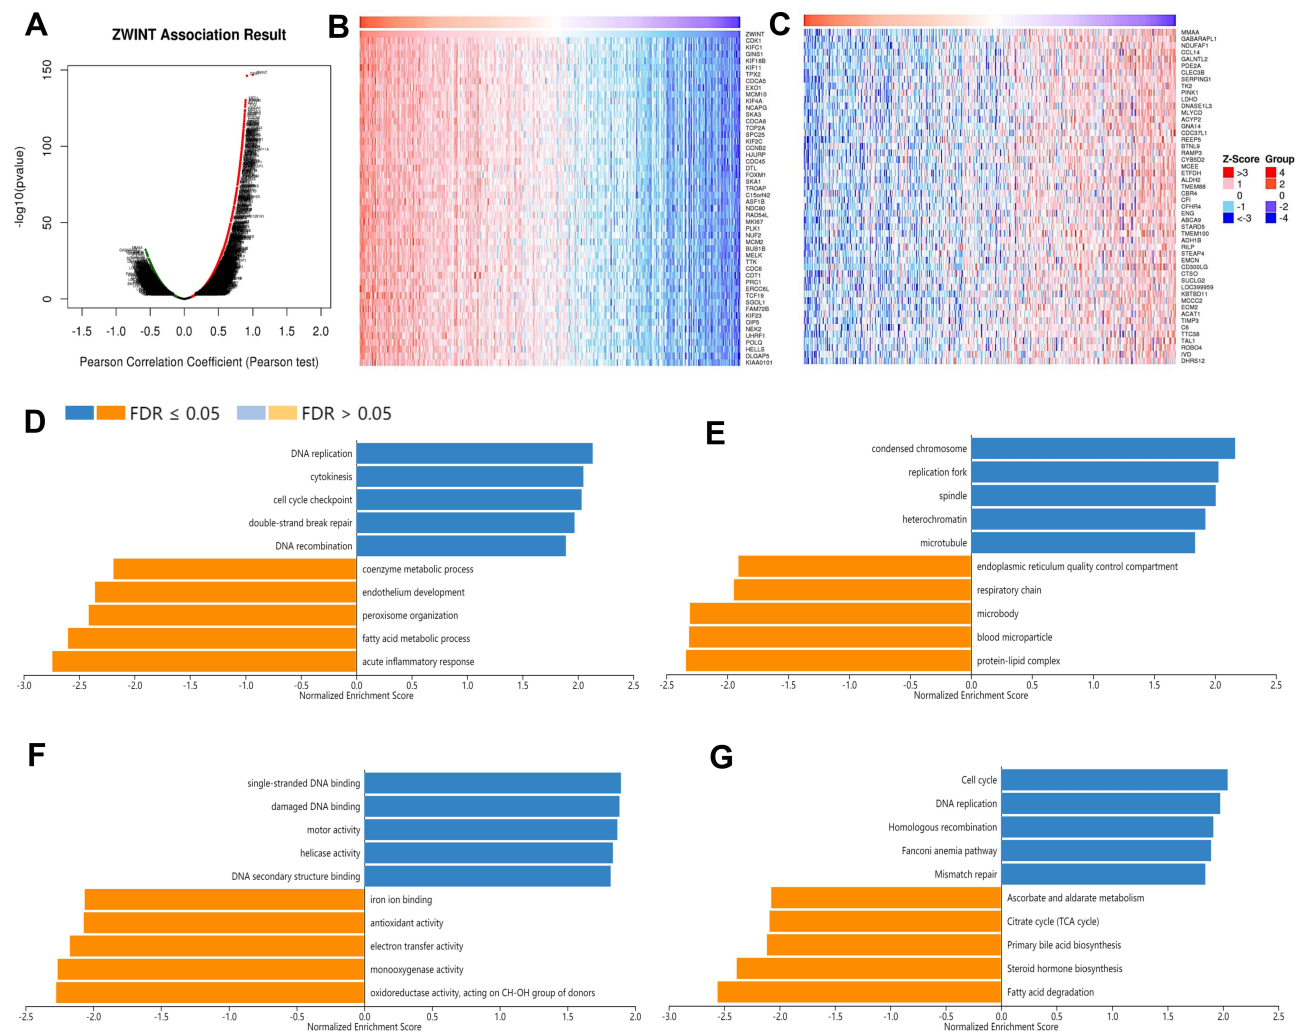 A
ZWINT Association Result
-log10(pvalue)
150
100
50
0
-1.5 -1.0 -0.5 0.0 0.5 1.0 1.5 2.0
Pearson Correlation Coefficient (Pearson test)
B
ZWINT
CDK1
KIFC1
GINS1
KIF18B
KIF11
TPX2
CDCA5
EXO1
MCM10
KIF4A
NCAPG
SKA3
CDCA8
TOP2A
SPC25
KIF2C
CCNB2
HJURP
CDC45
DTL
FOXM1
SKA1
TROAP
C15orf42
ASF1B
NDC80
RAD54L
MKI67
PLK1
NUF2
MCM2
BUB1B
MELK
TTK
CDC6
CDT1
PRC1
ERCC6L
TCF19
SGOL1
FAM72B
KIF23
OIP5
NEK2
UHRF1
POLQ
HELLS
DLGAP5
KIAA0101
C
MMAA
GABARAPL1
NDUFAF1
CCL14
GALNTL2
PDE2A
CLEC3B
SERPING1
TK2
PINK1
LDHD
DNASE1L3
MLYCD
ACYP2
GNA14
CDC37L1
REEP5
BTNL9
RAMP3
CYB5D2
MCEE
ETFDH
ALDH2
TMEM88
CBR4
CFI
CFHR4
ENG
ABCA9
STARD5
TMEM100
ADH1B
RILP
STEAP4
EMCN
CD300LG
CTSO
SUCLG2
LOC399959
KBTBD11
MCCC2
ECM2
ACAT1
TIMP3
C6
TTC38
TAL1
ROBO4
IVD
DHRS12
Z-Score Group
>3 4
1 2
0 0
-1 -2
<-3 -4
D
FDR ≤ 0.05 FDR > 0.05
DNA replication
cytokinesis
cell cycle checkpoint
double-strand break repair
DNA recombination
coenzyme metabolic process
endothelium development
peroxisome organization
fatty acid metabolic process
acute inflammatory response
-3.0 -2.5 -2.0 -1.5 -1.0 -0.5 0.0 0.5 1.0 1.5 2.0 2.5
Normalized Enrichment Score
E
condensed chromosome
replication fork
spindle
heterochromatin
microtubule
endoplasmic reticulum quality control compartment
respiratory chain
microbody
blood microparticle
protein-lipid complex
-2.5 -2.0 -1.5 -1.0 -0.5 0.0 0.5 1.0 1.5 2.0 2.5
Normalized Enrichment Score
F
single-stranded DNA binding
damaged DNA binding
motor activity
helicase activity
DNA secondary structure binding
iron ion binding
antioxidant activity
electron transfer activity
monooxygenase activity
oxidoreductase activity, acting on CH-OH group of donors
-2.5 -2.0 -1.5 -1.0 -0.5 0.0 0.5 1.0 1.5 2.0
Normalized Enrichment Score
G
Cell cycle
DNA replication
Homologous recombination
Fanconi anemia pathway
Mismatch repair
Ascorbate and aldarate metabolism
Citrate cycle (TCA cycle)
Primary bile acid biosynthesis
Steroid hormone biosynthesis
Fatty acid degradation
-3.0 -2.5 -2.0 -1.5 -1.0 -0.5 0.0 0.5 1.0 1.5 2.0 2.5
Normalized Enrichment Score